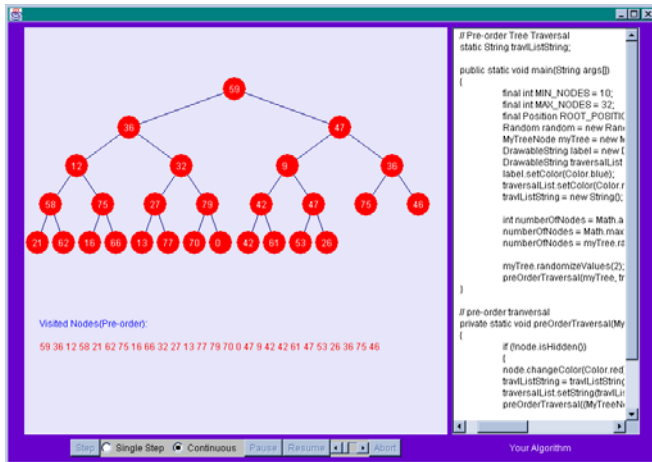 59
36 47
12 32 9 36
58 75 27 79 42 47 75 46
21 62 16 66 13 77 70 0 42 61 53 26
Visited Nodes(Pre-order):
59 36 12 58 21 62 75 16 66 32 27 13 77 79 70 0 47 9 42 42 61 47 53 26 36 75 46
// Pre-order Tree Traversal
static String travlListString;
public static void main(String args[])
{
final int MIN_NODES = 10;
final int MAX_NODES = 32;
final Position ROOT_POSITIO
Random random = new Ran
MyTreeNode myTree = new M
DrawableString label = new D
DrawableString traversalList
label.setColor(Color.blue);
traversalList.setColor(Color.r
travlListString = new String();
int numberOfNodes = Math.a
numberOfNodes = Math.max
numberOfNodes = myTree.ra
myTree.randomizeValues(2);
preOrderTraversal(myTree, tr
}
// pre-order tranversal
private static void preOrderTraversal(My
{
if (!node.isHidden())
{
node.changeColor(Color.red)
travlListString = travlListString
traversalList.setString(travlLis
preOrderTraversal((MyTreeN
Step Single Step Continuous Pause Resume Abort Your Algorithm